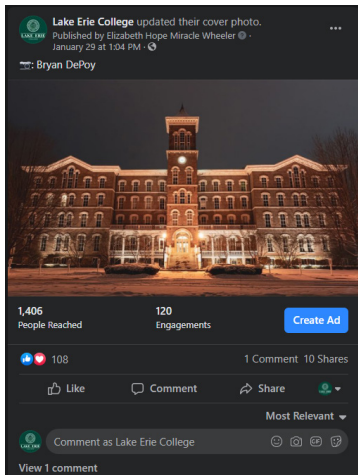 Lake Erie College updated their cover photo.
Published by Elizabeth Hope Miracle Wheeler ·
January 29 at 1:04 PM ·
📷: Bryan DePoy
1,406
People Reached
120
Engagements
Create Ad
108
1 Comment 10 Shares
Like
Comment
Share
Most Relevant
Comment as Lake Erie College
GIF
View 1 comment